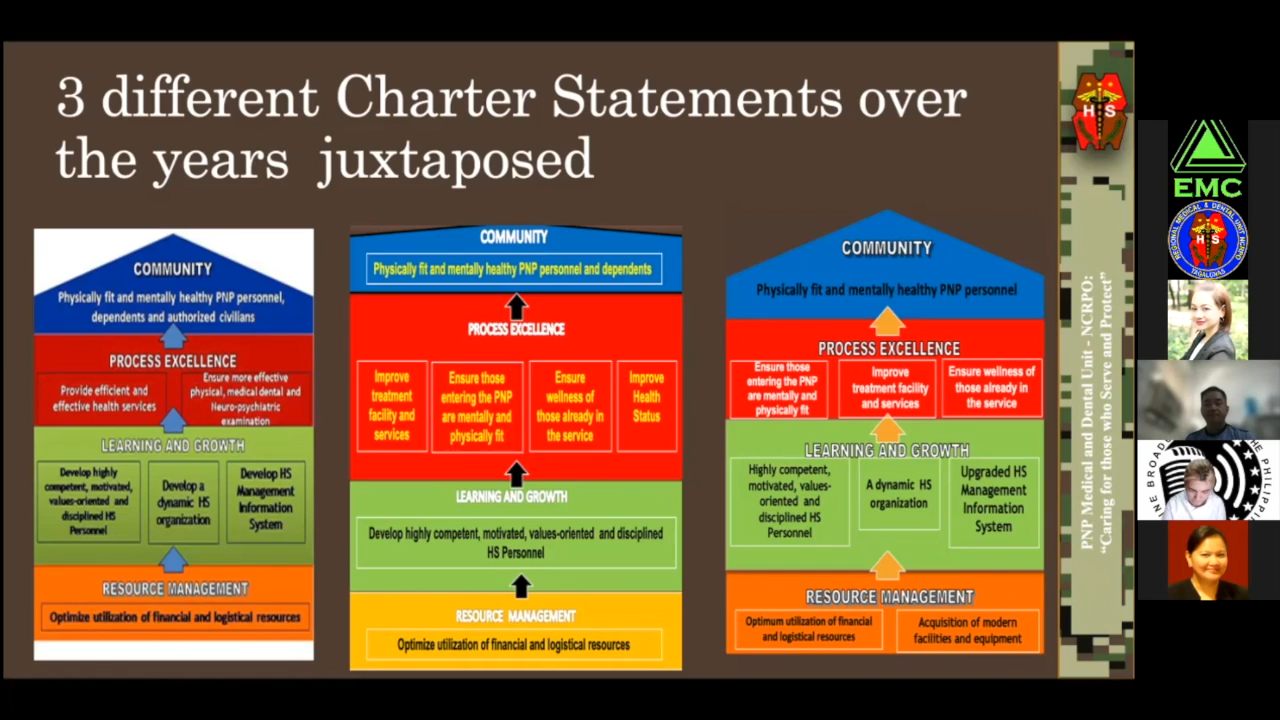 3 different Charter Statements over
the years juxtaposed
COMMUNITY
Physically fit and mentally healthy PNP personnel,
dependents and authorized civilians
PROCESS EXCELLENCE
Provide efficient and
effective health services
Ensure more effective
physical, medical dental and
Neuro-psychiatric
examination
LEARNING AND GROWTH
Develop highly
competent, motivated,
values-oriented and
disciplined HS
Personnel
Develop a
dynamic HS
organization
Develop HS
Management
Information
System
RESOURCE MANAGEMENT
Optimize utilization of financial and logistical resources
COMMUNITY
Physically fit and mentally healthy PNP personnel and dependents
PROCESS EXCELLENCE
Improve
treatment
facility and
services
Ensure those
entering the PNP
are mentally and
physically fit
Ensure
wellness of
those already in
the service
Improve
Health
Status
LEARNING AND GROWTH
Develop highly competent, motivated, values-oriented and disciplined
HS Personnel
RESOURCE MANAGEMENT
Optimize utilization of financial and logistical resources
COMMUNITY
Physically fit and mentally healthy PNP personnel
PROCESS EXCELLENCE
Ensure those
entering the PNP
are mentally and
physically fit
Improve
treatment facility
and services
Ensure wellness of
those already in
the service
LEARNING AND GROWTH
Highly competent,
motivated, values-
oriented and
disciplined HS
Personnel
A dynamic HS
organization
Upgraded HS
Management
Information
System
RESOURCE MANAGEMENT
Optimum utilization of financial
and logistical resources
Acquisition of modern
facilities and equipment
H S
PNP Medical and Dental Unit - NCRPO:
"Caring for those who Serve and Protect"
EMC
REGIONAL MEDICAL & DENTAL UNIT NCRPO
H S
TAGALUNAS
INE BROAD
THE PHILIPPI